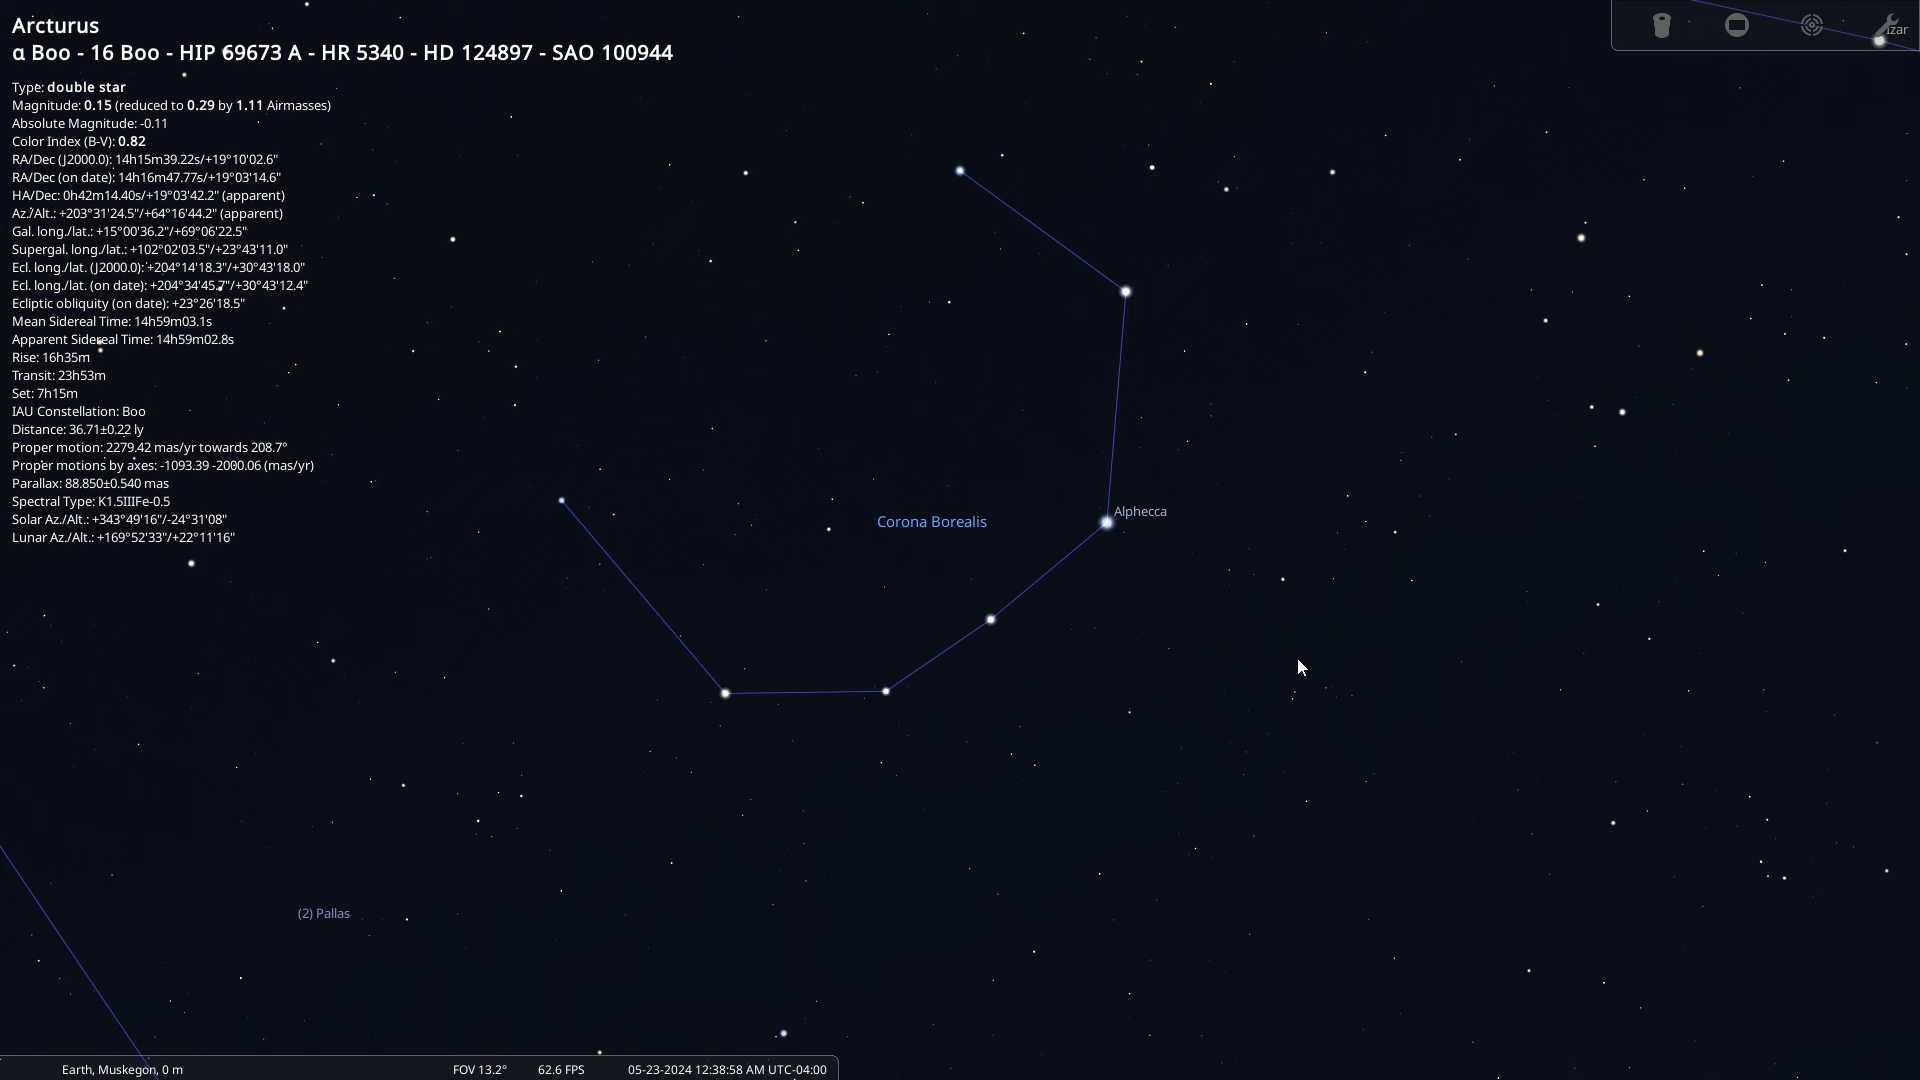 Arcturus
α Boo - 16 Boo - HIP 69673 A - HR 5340 - HD 124897 - SAO 100944
Type: double star
Magnitude: 0.15 (reduced to 0.29 by 1.11 Airmasses)
Absolute Magnitude: -0.11
Color Index (B-V): 0.82
RA/Dec (J2000.0): 14h15m39.22s/+19°10'02.6"
RA/Dec (on date): 14h16m47.77s/+19°03'14.6"
HA/Dec: 0h42m14.40s/+19°03'42.2" (apparent)
Az./Alt.: +203°31'24.5"/+64°16'44.2" (apparent)
Gal. long./lat.: +15°00'36.2"/+69°06'22.5"
Supergal. long./lat.: +102°02'03.5"/+23°43'11.0"
Ecl. long./lat. (J2000.0): +204°14'18.3"/+30°43'18.0"
Ecl. long./lat. (on date): +204°34'45.7"/+30°43'12.4"
Ecliptic obliquity (on date): +23°26'18.5"
Mean Sidereal Time: 14h59m03.1s
Apparent Sidereal Time: 14h59m02.8s
Rise: 16h35m
Transit: 23h53m
Set: 7h15m
IAU Constellation: Boo
Distance: 36.71±0.22 ly
Proper motion: 2279.42 mas/yr towards 208.7°
Proper motions by axes: -1093.39 -2000.06 (mas/yr)
Parallax: 88.850±0.540 mas
Spectral Type: K1.5IIIFe-0.5
Solar Az./Alt.: +343°49'16"/-24°31'08"
Lunar Az./Alt.: +169°52'33"/+22°11'16"
Izar
Alphecca
Corona Borealis
(2) Pallas
Earth, Muskegon, 0 m
FOV 13.2°
62.6 FPS
05-23-2024 12:38:58 AM UTC-04:00